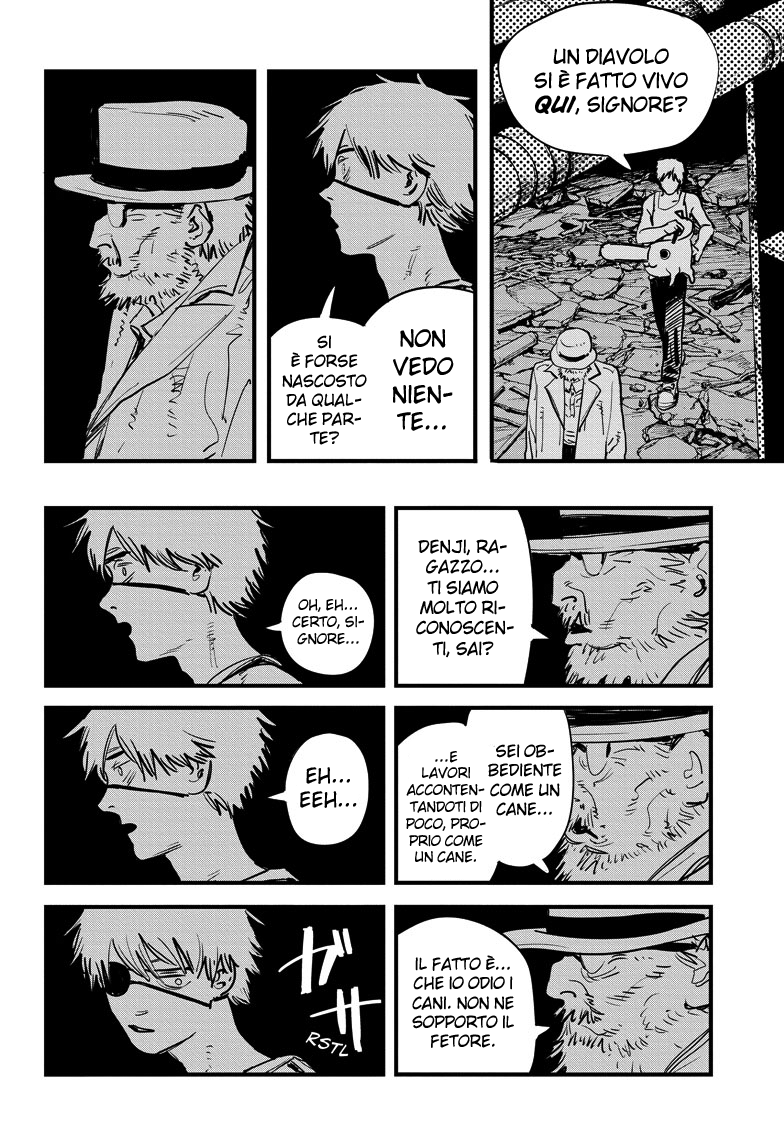 UN DIAVOLO
SI È FATTO VIVO
QUI, SIGNORE?
NON
VEDO
NIEN-
TE...
SI
È FORSE
NASCOSTO
DA QUAL-
CHE PAR-
TE?
DENJI, RA-
GAZZO...
TI SIAMO
MOLTO RI-
CONOSCEN-
TI, SAI?
OH, EH...
CERTO, SI-
GNORE...
SEI OB-
BEDIENTE
COME UN
CANE...
...E
LAVORI
ACCONTEN-
TANDOTI DI
POCO, PRO-
PRIO COME
UN CANE.
EH...
EEH...
IL FATTO È...
CHE IO ODIO I
CANI. NON NE
SOPPORTO IL
FETORE.
ガサ
RSTL